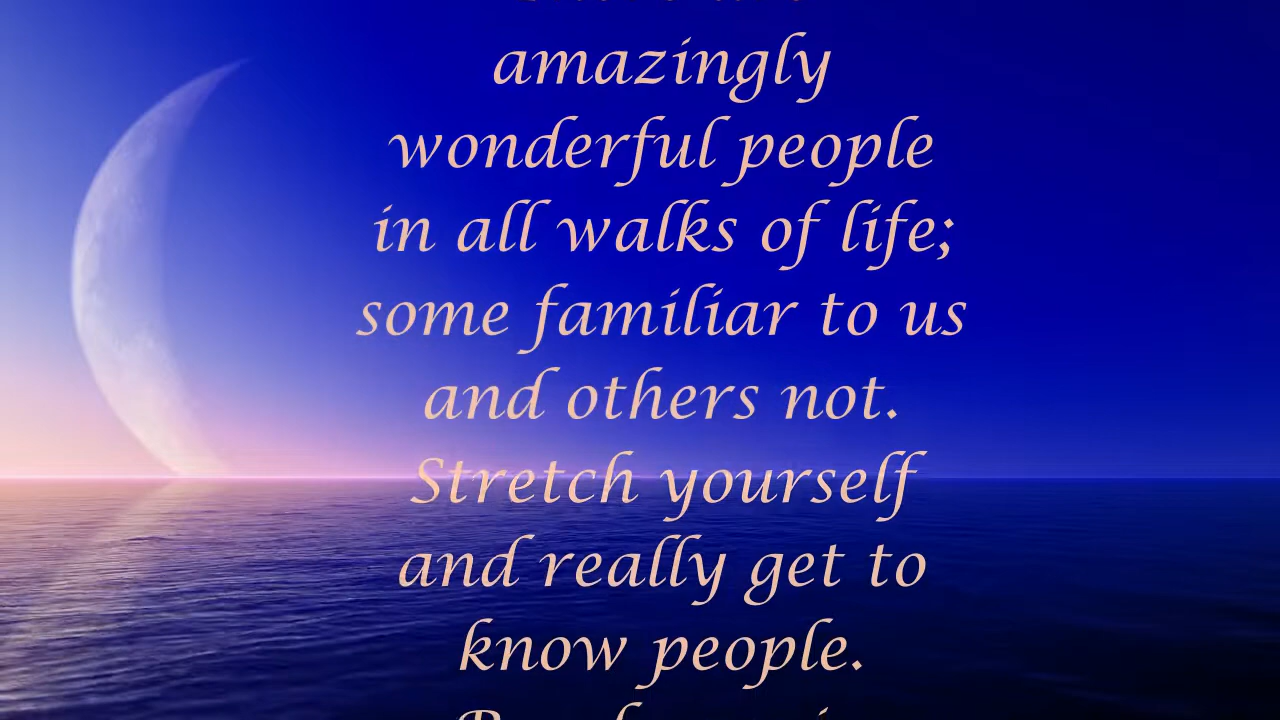 amazingly
wonderful people
in all walks of life;
some familiar to us
and others not.
Stretch yourself
and really get to
know people.